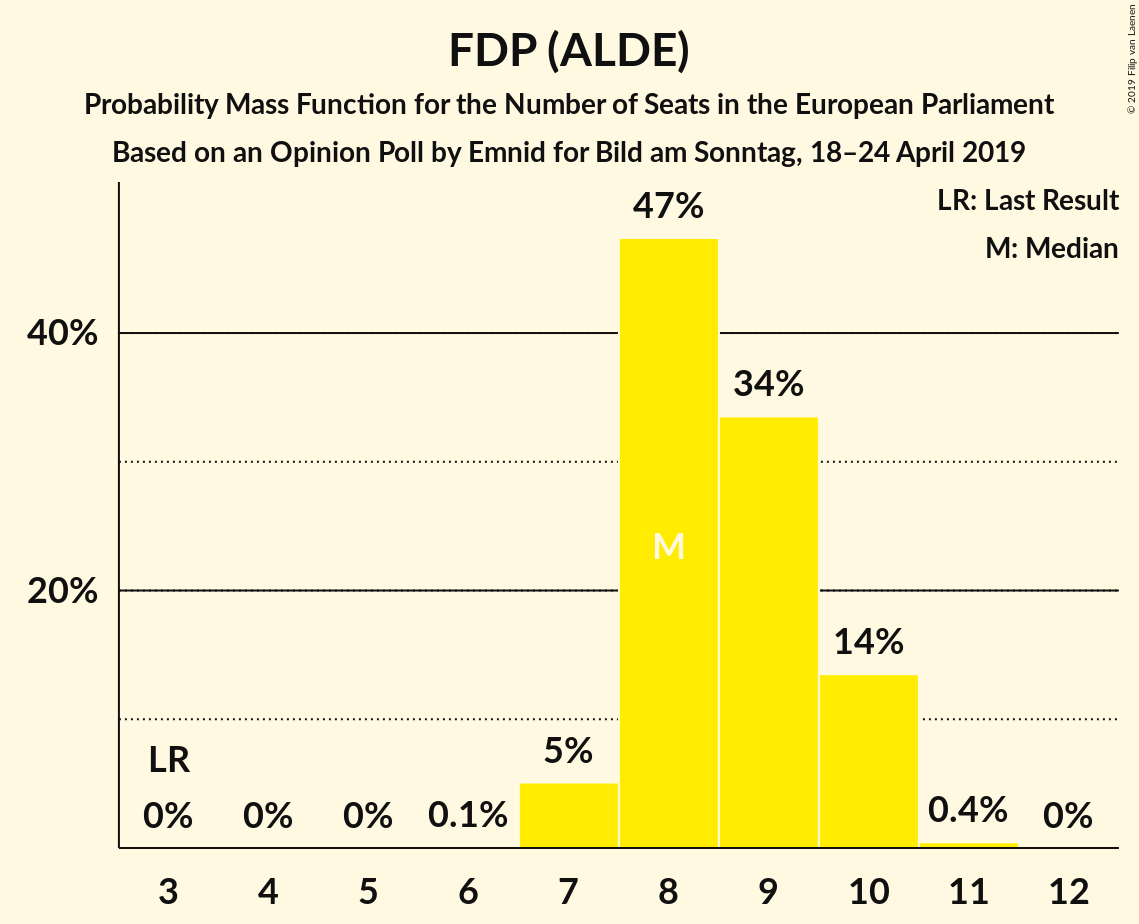 FDP (ALDE)
Probability Mass Function for the Number of Seats in the European Parliament
Based on an Opinion Poll by Emnid for Bild am Sonntag, 18–24 April 2019
© 2019 Filip van Laenen
LR: Last Result
M: Median
47%
40%
34%
M
20%
14%
LR
5%
0%
0%
0%
0.1%
0.4%
0%
3 4 5 6 7 8 9 10 11 12